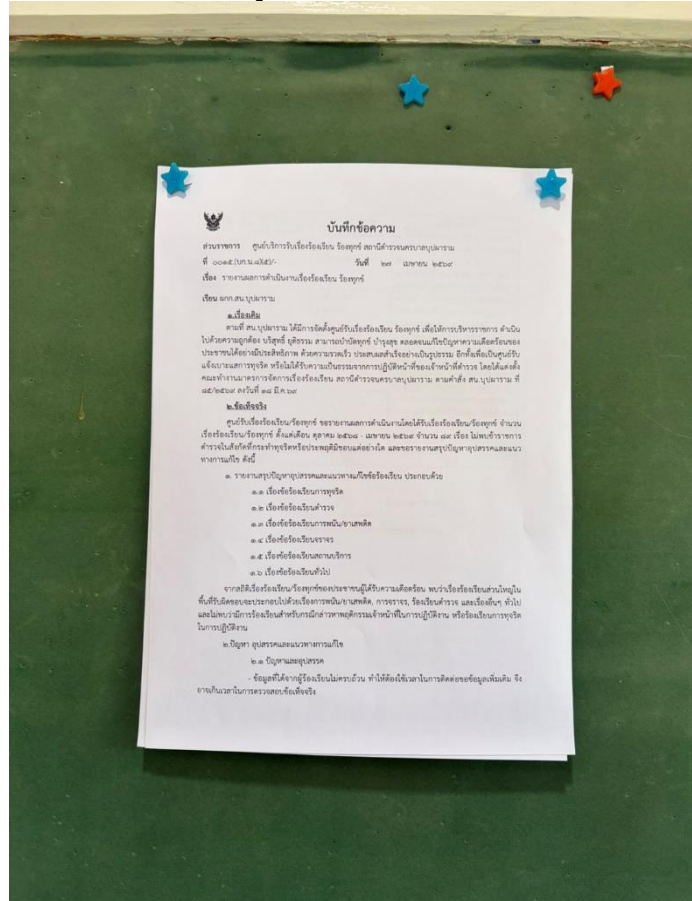 บันทึกข้อความ
ส่วนราชการ ศูนย์บริการรับเรื่องร้องเรียน ร้องทุกข์ สถานีตำรวจนครบาลบุปผาราม
ที่ ๐๐๑๕.(บก.น.๘)(๕)/- วันที่ ๒๗ เมษายน ๒๕๖๙
เรื่อง รายงานผลการดำเนินงานเรื่องร้องเรียน ร้องทุกข์
เรียน ผกก.สน.บุปผาราม
๑.เรื่องเดิม
ตามที่ สน.บุปผาราม ได้มีการจัดตั้งศูนย์รับเรื่องร้องเรียน ร้องทุกข์ เพื่อให้การบริหารราชการ ดำเนิน
ไปด้วยความถูกต้อง บริสุทธิ์ ยุติธรรม สามารถบำบัดทุกข์ บำรุงสุข ตลอดจนแก้ไขปัญหาความเดือดร้อนของ
ประชาชนได้อย่างมีประสิทธิภาพ ด้วยความรวดเร็ว ประสบผลสำเร็จอย่างเป็นรูปธรรม อีกทั้งเพื่อเป็นศูนย์รับ
แจ้งเบาะแสการทุจริต หรือไม่ได้รับความเป็นธรรมจากการปฏิบัติหน้าที่ของเจ้าหน้าที่ตำรวจ โดยได้แต่งตั้ง
คณะทำงานมาตรการจัดการเรื่องร้องเรียน สถานีตำรวจนครบาลบุปผาราม ตามคำสั่ง สน.บุปผาราม ที่
๘๕/๒๕๖๙ ลงวันที่ ๑๘ มี.ค.๖๙
๒.ข้อเท็จจริง
ศูนย์รับเรื่องร้องเรียน/ร้องทุกข์ ขอรายงานผลการดำเนินงานโดยได้รับเรื่องร้องเรียน/ร้องทุกข์ จำนวน
เรื่องร้องเรียน/ร้องทุกข์ ตั้งแต่เดือน ตุลาคม ๒๕๖๘ - เมษายน ๒๕๖๙ จำนวน ๘๙ เรื่อง ไม่พบข้าราชการ
ตำรวจในสังกัดที่กระทำทุจริตหรือประพฤติมิชอบแต่อย่างใด และขอรายงานสรุปปัญหาอุปสรรคและแนว
ทางการแก้ไข ดังนี้
๑. รายงานสรุปปัญหาอุปสรรคและแนวทางแก้ไขข้อร้องเรียน ประกอบด้วย
๑.๑ เรื่องข้อร้องเรียนการทุจริต
๑.๒ เรื่องข้อร้องเรียนตำรวจ
๑.๓ เรื่องข้อร้องเรียนการพนัน/ยาเสพติด
๑.๔ เรื่องข้อร้องเรียนจราจร
๑.๕ เรื่องข้อร้องเรียนสถานบริการ
๑.๖ เรื่องข้อร้องเรียนทั่วไป
จากสถิติเรื่องร้องเรียน/ร้องทุกข์ของประชาชนผู้ได้รับความเดือดร้อน พบว่าเรื่องร้องเรียนส่วนใหญ่ใน
พื้นที่รับผิดชอบจะประกอบไปด้วยเรื่องการพนัน/ยาเสพติด, การจราจร, ร้องเรียนตำรวจ และเรื่องอื่นๆ ทั่วไป
และไม่พบว่ามีการร้องเรียนสำหรับกรณีกล่าวหาพฤติกรรมเจ้าหน้าที่ในการปฏิบัติงาน หรือร้องเรียนการทุจริต
ในการปฏิบัติงาน
๒.ปัญหา อุปสรรคและแนวทางการแก้ไข
๒.๑ ปัญหาและอุปสรรค
- ข้อมูลที่ได้จากผู้ร้องเรียนไม่ครบถ้วน ทำให้ต้องใช้เวลาในการติดต่อขอข้อมูลเพิ่มเติม จึง
อาจเกินเวลาในการตรวจสอบข้อเท็จจริง